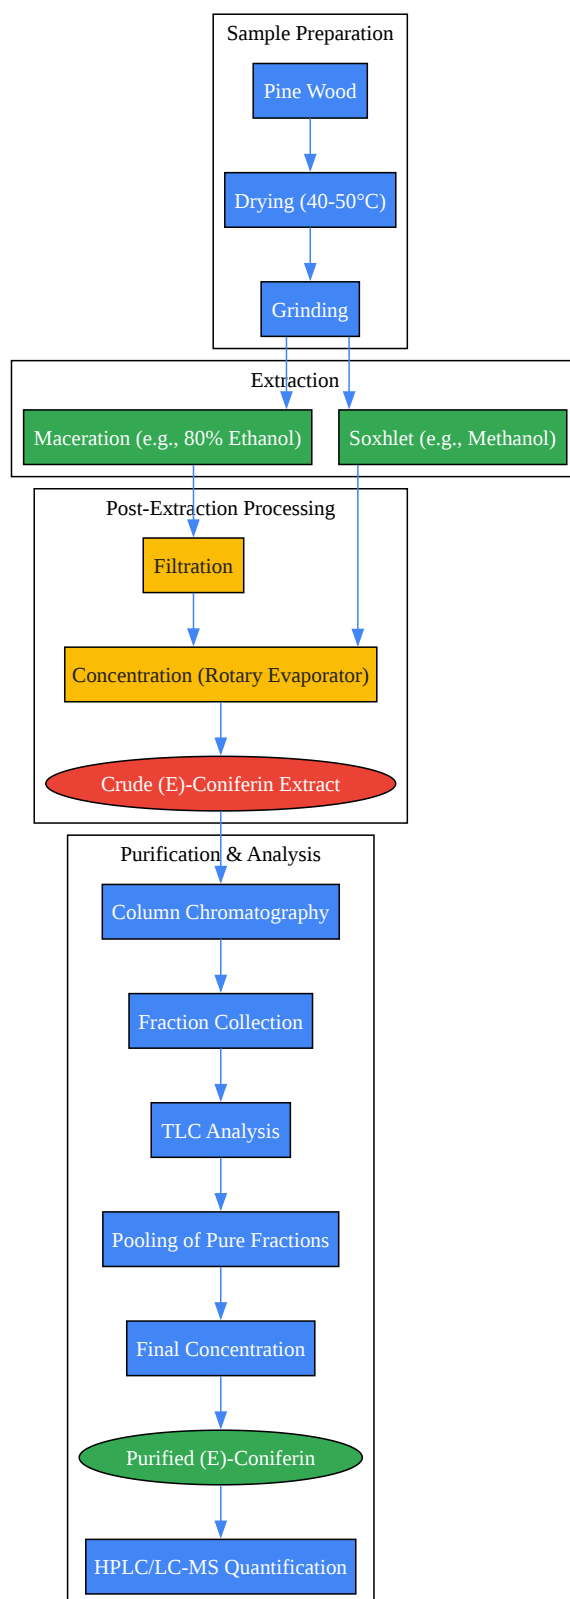 Sample Preparation
Pine Wood
Drying (40-50°C)
Grinding
Extraction
Maceration (e.g., 80% Ethanol)
Soxhlet (e.g., Methanol)
Post-Extraction Processing
Filtration
Concentration (Rotary Evaporator)
Crude (E)-Coniferin Extract
Purification & Analysis
Column Chromatography
Fraction Collection
TLC Analysis
Pooling of Pure Fractions
Final Concentration
Purified (E)-Coniferin
HPLC/LC-MS Quantification